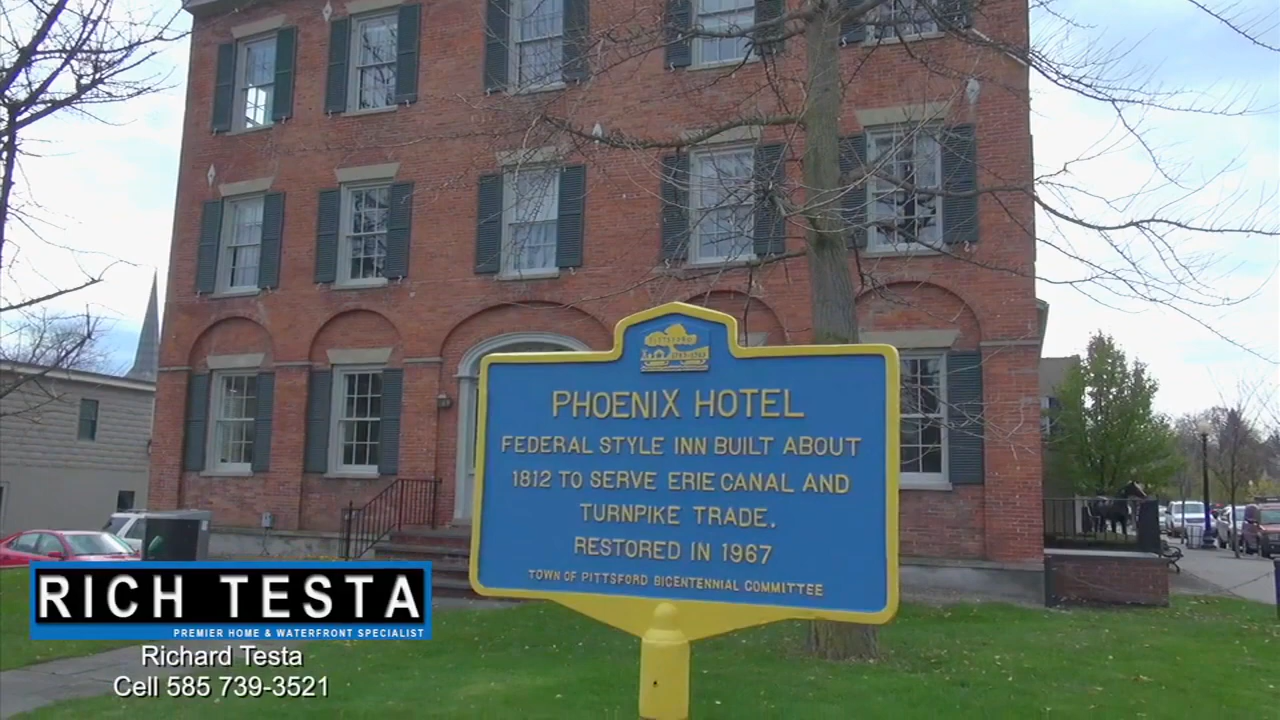 PITTSFORD
PHOENIX HOTEL
FEDERAL STYLE INN BUILT ABOUT
1812 TO SERVE ERIE CANAL AND
TURNPIKE TRADE.
RESTORED IN 1967
TOWN OF PITTSFORD BICENTENNIAL COMMITTEE
RICH TESTA
PREMIER HOME & WATERFRONT SPECIALIST
Richard Testa
Cell 585 739-3521